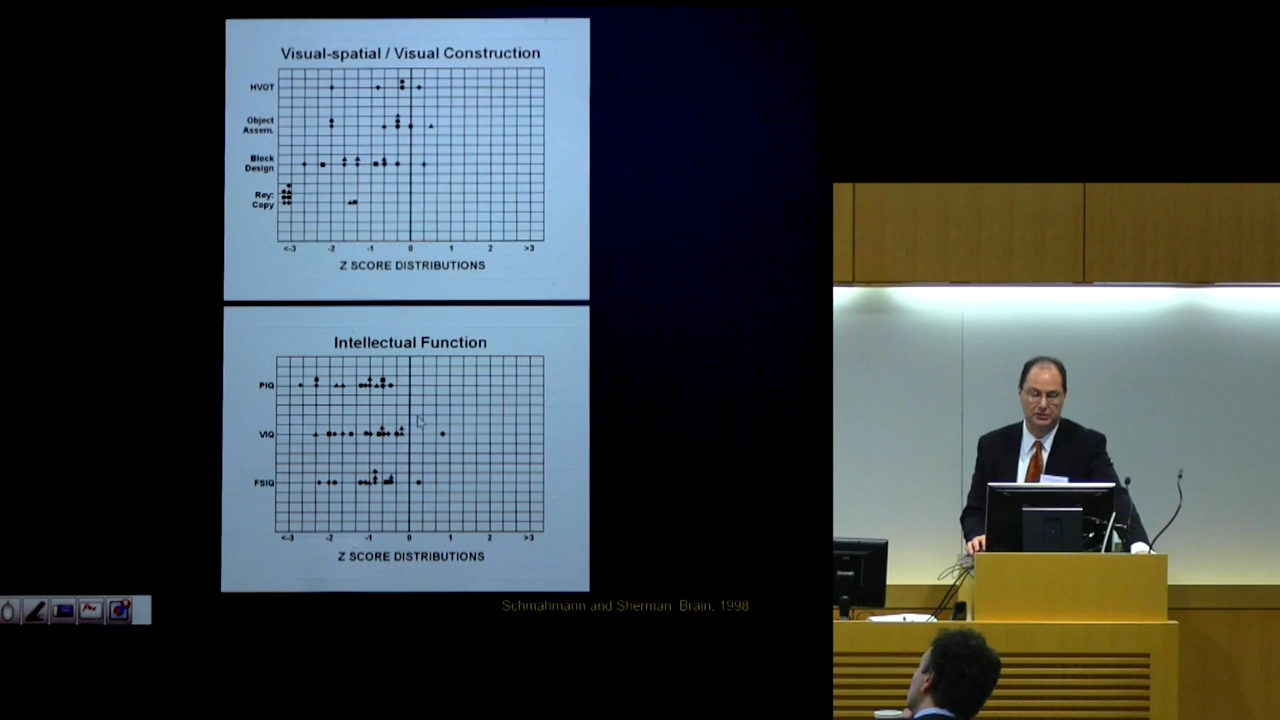 Visual-spatial / Visual Construction
HVOT
Object
Assem.
Block
Design
Rey:
Copy
<-3 -2 -1 0 1 2 >3
Z SCORE DISTRIBUTIONS
Intellectual Function
PIQ
VIQ
FSIQ
<-3 -2 -1 0 1 2 >3
Z SCORE DISTRIBUTIONS
Schmahmann and Sherman. Brain, 1998